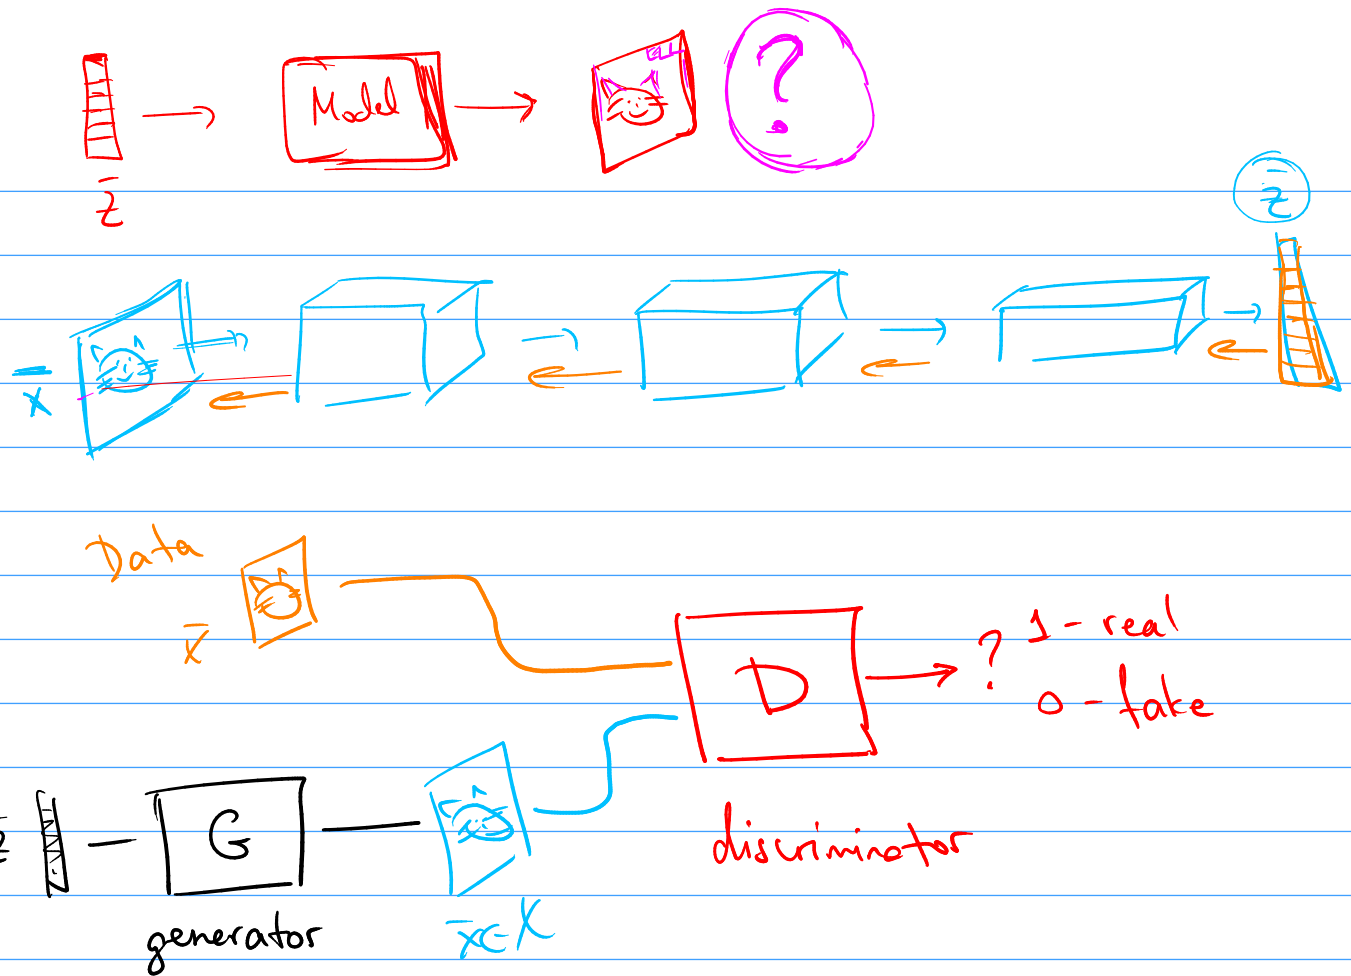 Model
?
z̄
z̄
x̄
Data
x̄
D
? 1 - real
0 - fake
z̄
G
discriminator
generator
x̄ ∈ X